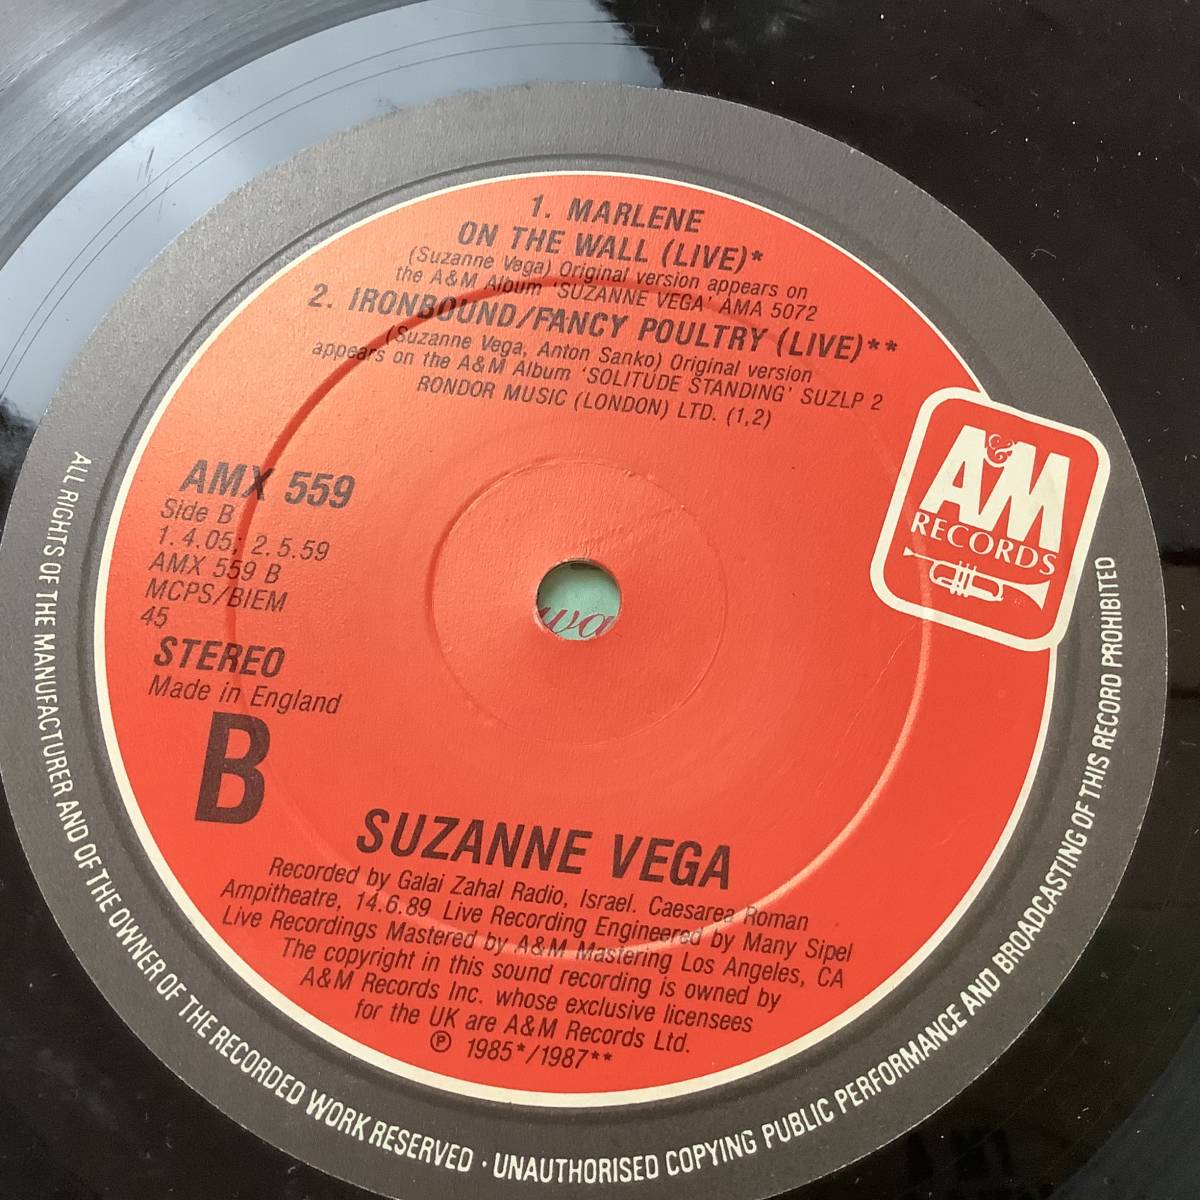 1. MARLENE
ON THE WALL (LIVE)*
(Suzanne Vega) Original version appears on
the A&M Album 'SUZANNE VEGA' AMA 5072
2. IRONBOUND/FANCY POULTRY (LIVE)**
(Suzanne Vega, Anton Sanko) Original version
appears on the A&M Album 'SOLITUDE STANDING' SUZLP 2
RONDOR MUSIC (LONDON) LTD. (1,2)
A&M
RECORDS
AMX 559
Side B
1. 4.05; 2.5.59
AMX 559 B
MCPS/BIEM
45
STEREO
Made in England
B
wa
SUZANNE VEGA
Recorded by Galai Zahal Radio, Israel. Caesarea Roman
Ampitheatre, 14.6.89 Live Recording Engineered by Many Sipel
Live Recordings Mastered by A&M Mastering Los Angeles, CA
The copyright in this sound recording is owned by
A&M Records Inc. whose exclusive licensees
for the UK are A&M Records Ltd.
℗ 1985*/1987**
ALL RIGHTS OF THE MANUFACTURER AND OF THE OWNER OF THE RECORDED WORK RESERVED · UNAUTHORISED COPYING PUBLIC PERFORMANCE AND BROADCASTING OF THIS RECORD PROHIBITED